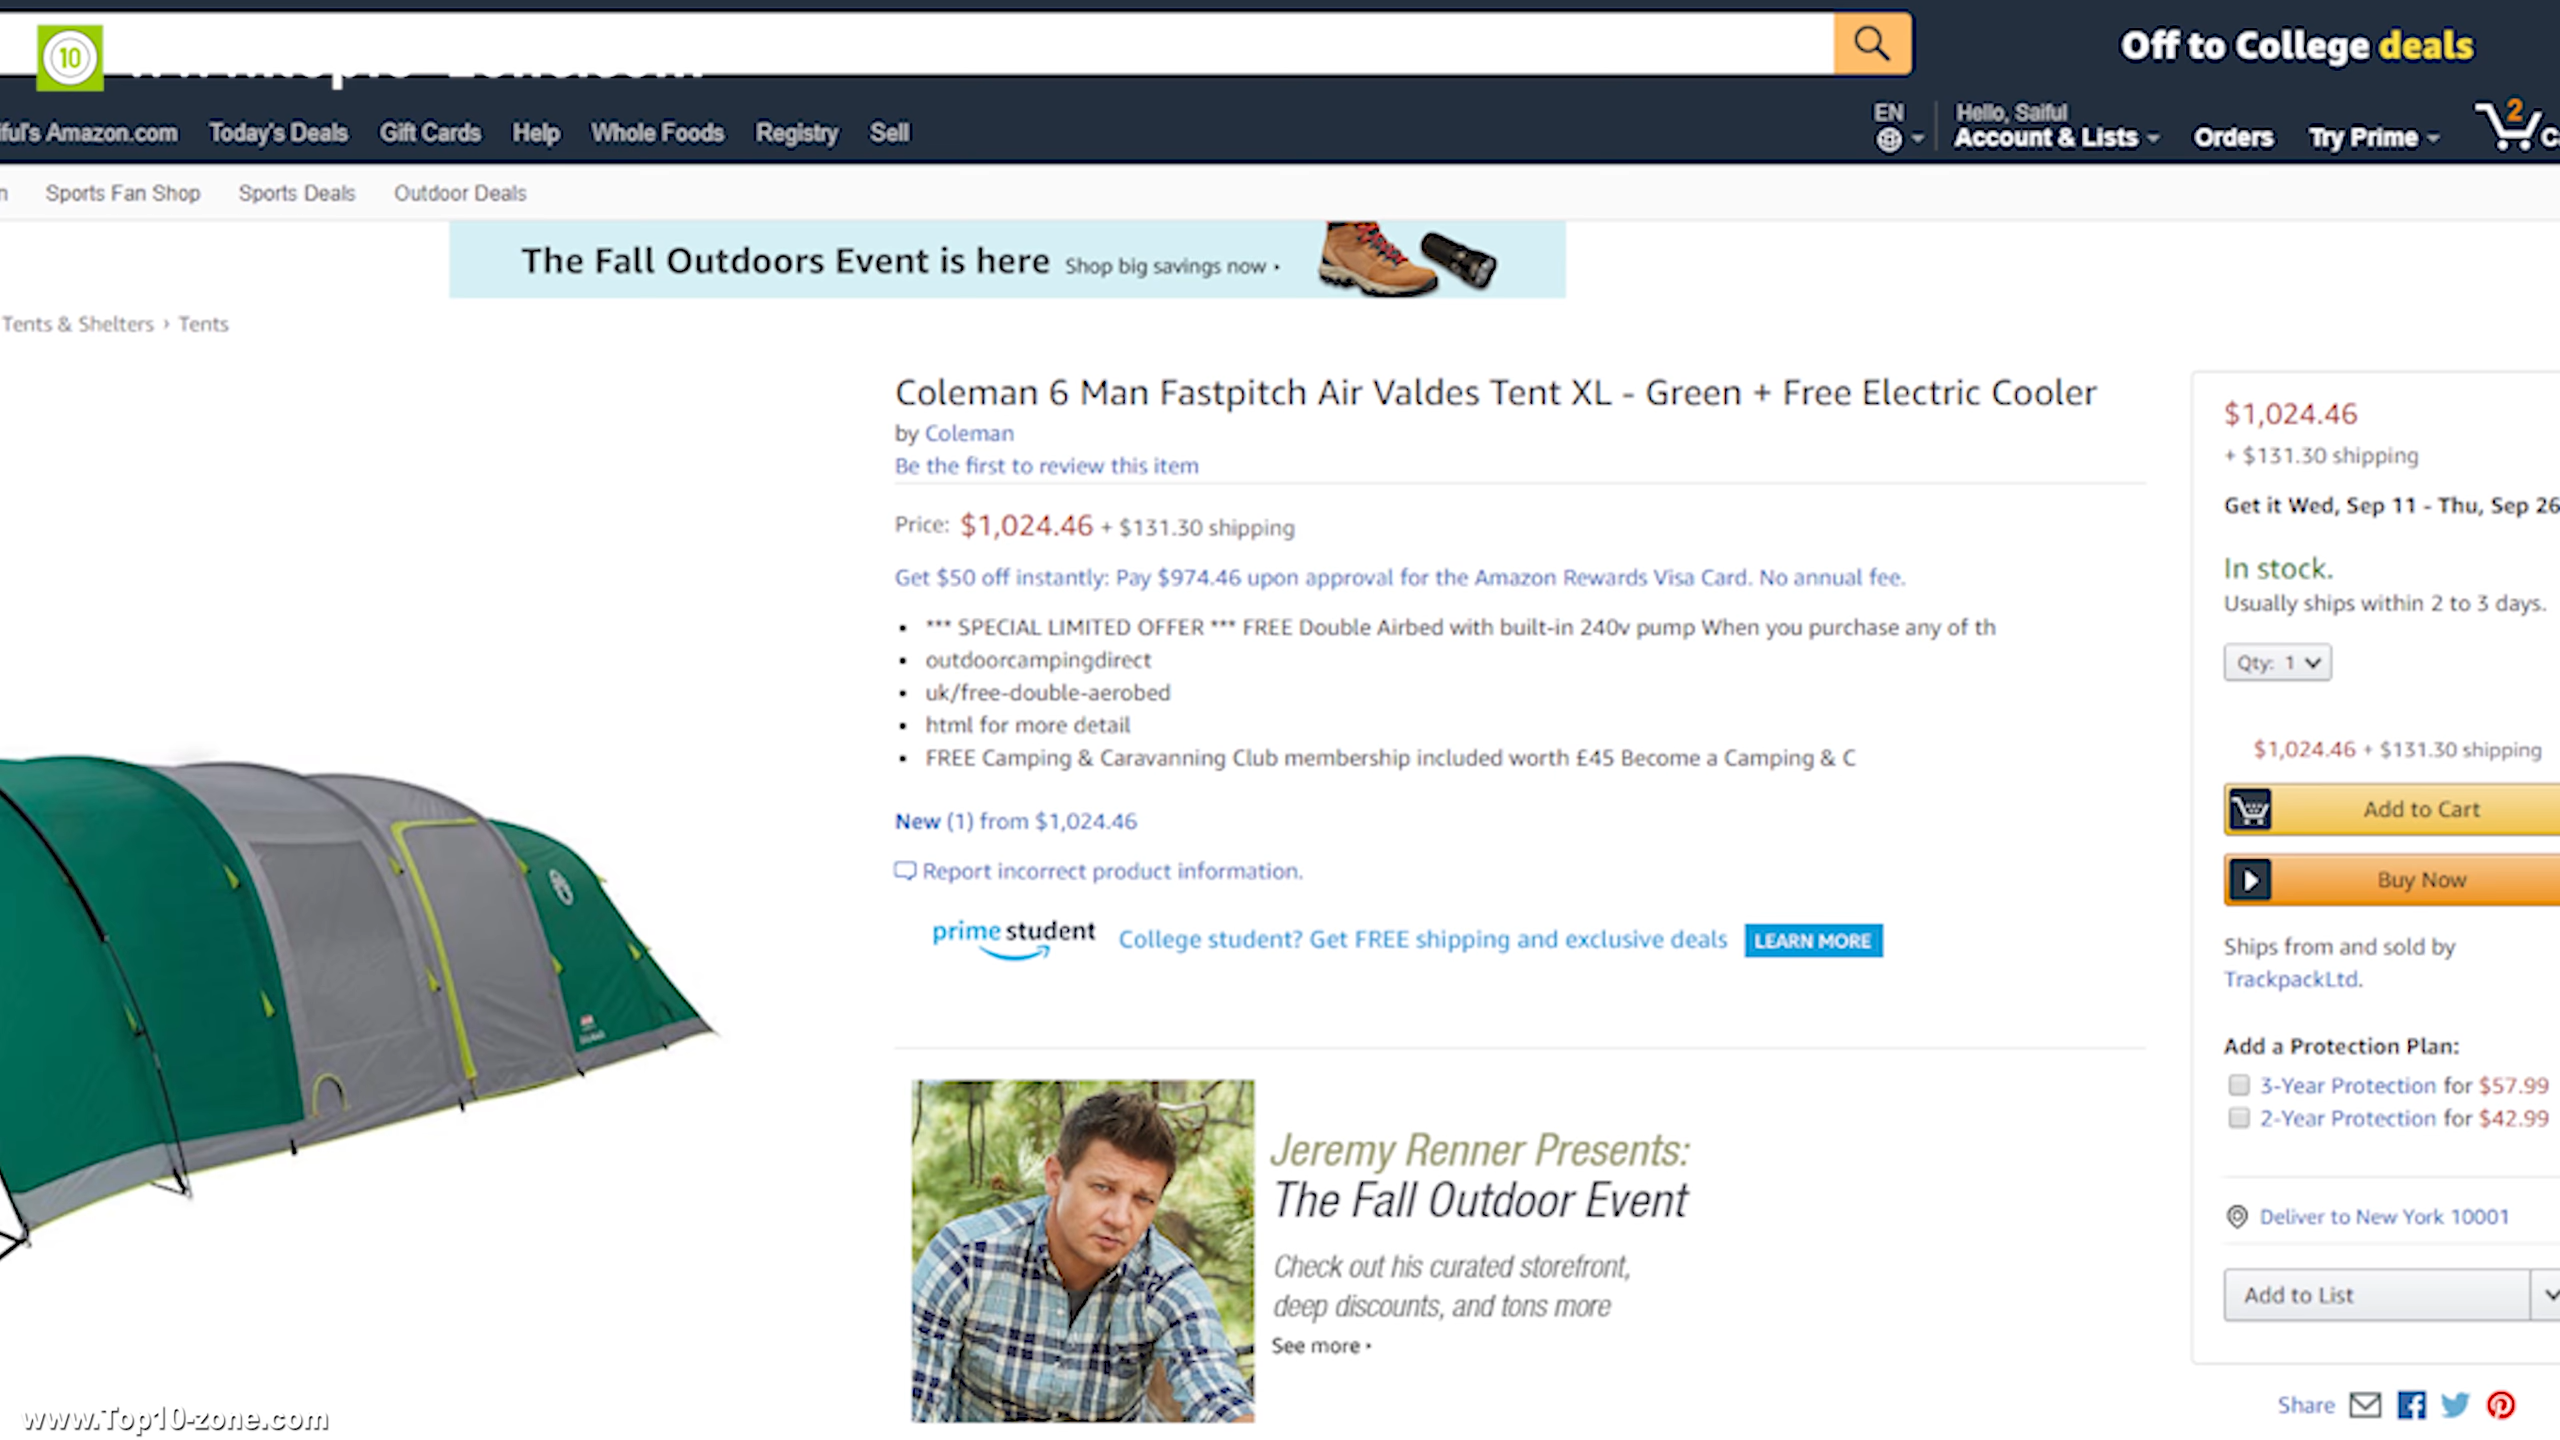 10
Off to College deals
Amazon.com Today's Deals Gift Cards Help Whole Foods Registry Sell
EN
Hello, Saiful
Account & Lists Orders Try Prime 2
Sports Fan Shop Sports Deals Outdoor Deals
The Fall Outdoors Event is here Shop big savings now
Tents & Shelters › Tents
Coleman 6 Man Fastpitch Air Valdes Tent XL - Green + Free Electric Cooler
by Coleman
Be the first to review this item
Price: $1,024.46 + $131.30 shipping
Get $50 off instantly: Pay $974.46 upon approval for the Amazon Rewards Visa Card. No annual fee.
• *** SPECIAL LIMITED OFFER *** FREE Double Airbed with built-in 240v pump When you purchase any of th
• outdoorcampingdirect
• uk/free-double-aerobed
• html for more detail
• FREE Camping & Caravanning Club membership included worth £45 Become a Camping & C
New (1) from $1,024.46
Report incorrect product information.
prime student College student? Get FREE shipping and exclusive deals LEARN MORE
Jeremy Renner Presents:
The Fall Outdoor Event
Check out his curated storefront,
deep discounts, and tons more
See more
$1,024.46
+ $131.30 shipping
Get it Wed, Sep 11 - Thu, Sep 26
In stock.
Usually ships within 2 to 3 days.
Qty: 1
$1,024.46 + $131.30 shipping
Add to Cart
Buy Now
Ships from and sold by
TrackpackLtd.
Add a Protection Plan:
3-Year Protection for $57.99
2-Year Protection for $42.99
Deliver to New York 10001
Add to List
Share
www.Top10-zone.com